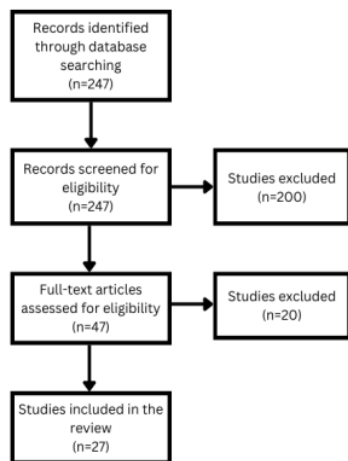 Records identified
through database
searching
(n=247)
Records screened for
eligibility
(n=247)
Studies excluded
(n=200)
Full-text articles
assessed for eligibility
(n=47)
Studies excluded
(n=20)
Studies included in the
review
(n=27)